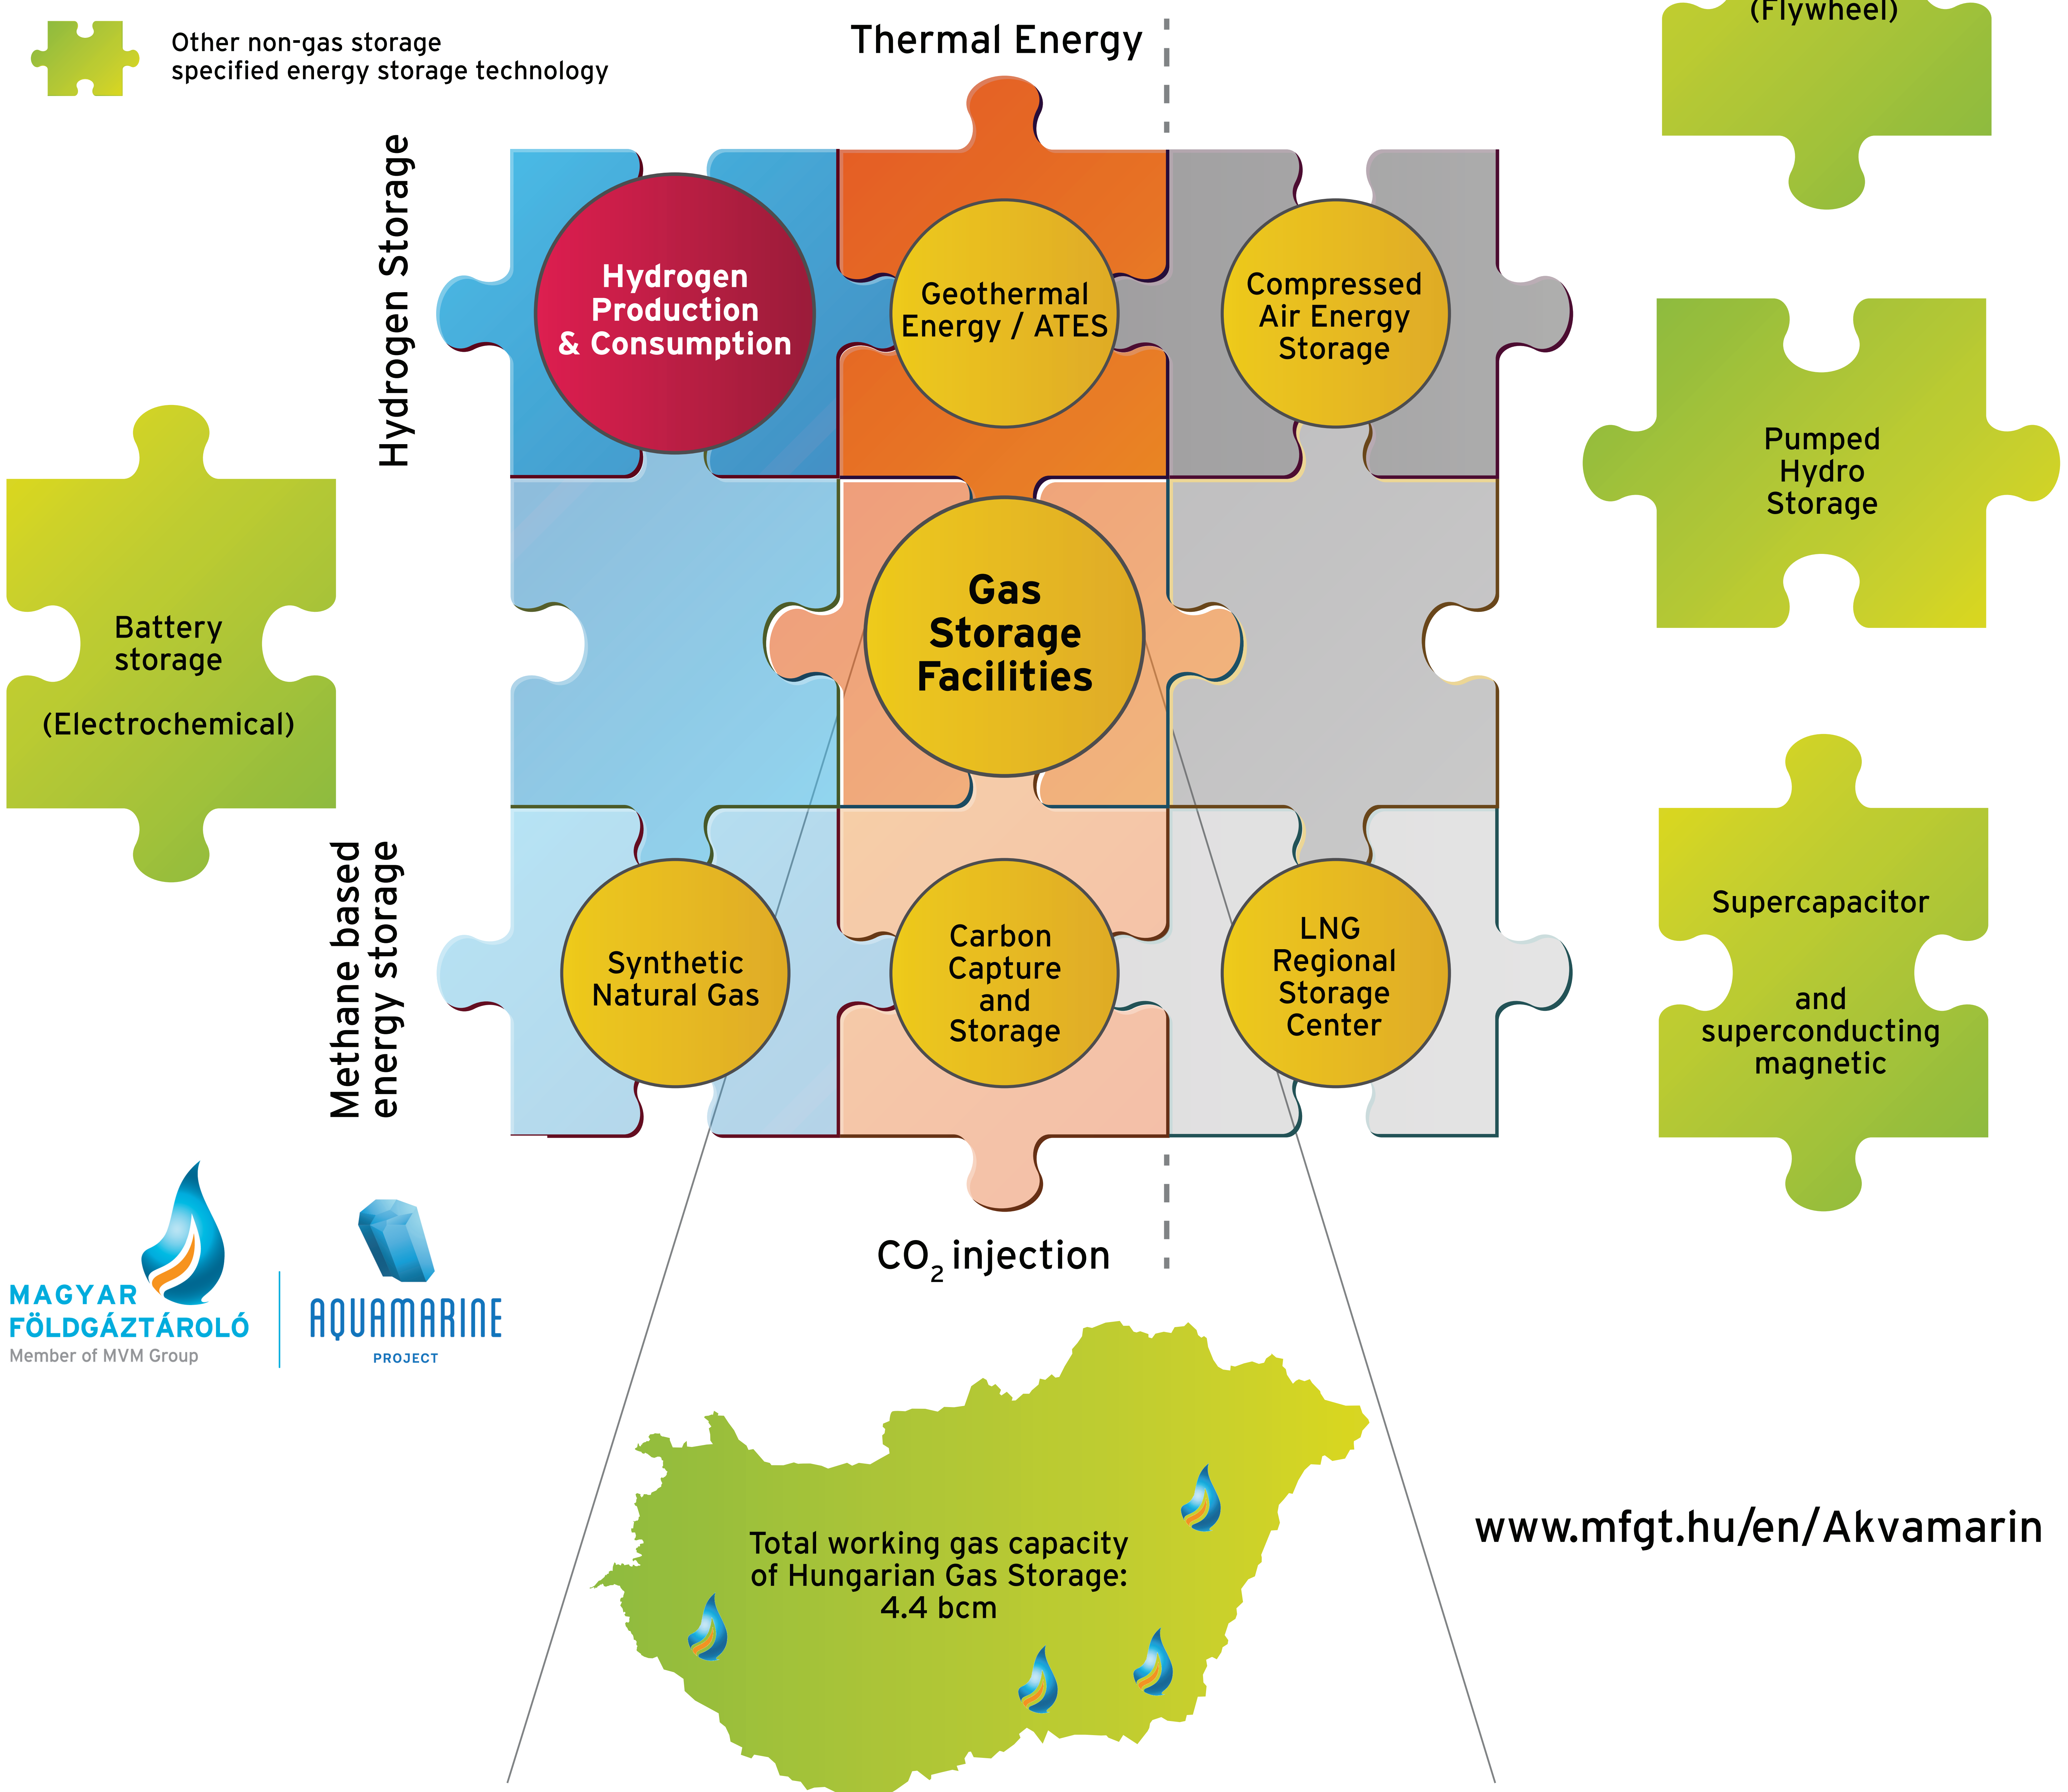 (Flywheel)
Other non-gas storage
specified energy storage technology
Thermal Energy
Hydrogen Storage
Hydrogen
Production
& Consumption
Geothermal
Energy / ATES
Compressed
Air Energy
Storage
Pumped
Hydro
Storage
Battery
storage
(Electrochemical)
Gas
Storage
Facilities
Methane based
energy storage
Synthetic
Natural Gas
Carbon
Capture
and
Storage
LNG
Regional
Storage
Center
Supercapacitor
and
superconducting
magnetic
CO₂ injection
MAGYAR
FÖLDGÁZTÁROLÓ
Member of MVM Group
AQUAMARINE
PROJECT
Total working gas capacity
of Hungarian Gas Storage:
4.4 bcm
www.mfgt.hu/en/Akvamarin